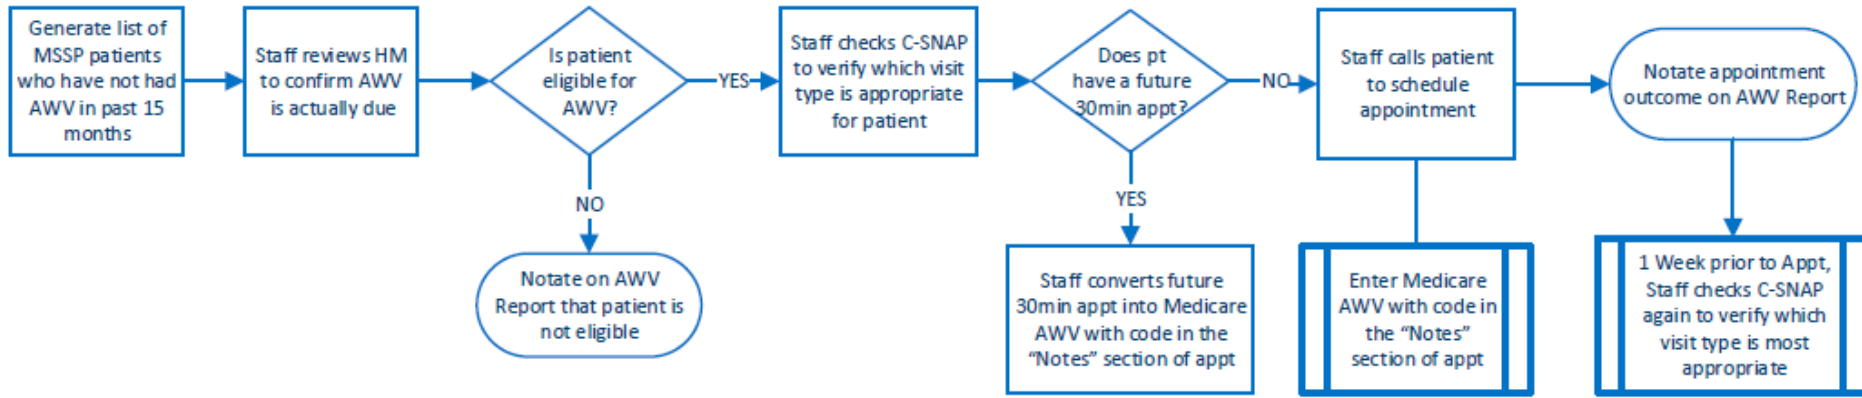 Generate list of
MSSP patients
who have not had
AWV in past 15
months
Staff reviews HM
to confirm AWV
is actually due
Is patient
eligible for
AWV?
YES
NO
Notate on AWV
Report that patient is
not eligible
Staff checks C-SNAP
to verify which visit
type is appropriate
for patient
Does pt
have a future
30min appt?
NO
YES
Staff converts future
30min appt into Medicare
AWV with code in the
“Notes” section of appt
Staff calls patient
to schedule
appointment
Enter Medicare
AWV with code in
the “Notes”
section of appt
Notate appointment
outcome on AWV Report
1 Week prior to Appt,
Staff checks C-SNAP
again to verify which
visit type is most
appropriate